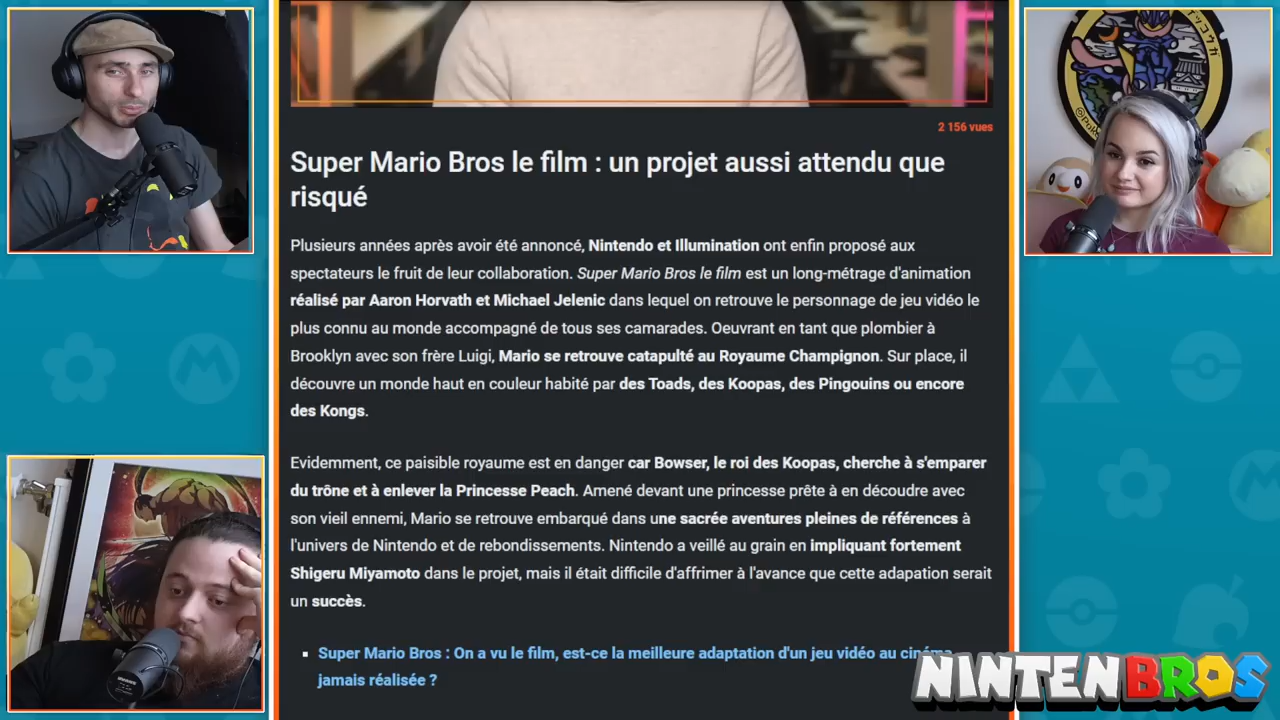 2 156 vues
Super Mario Bros le film : un projet aussi attendu que
risqué
Plusieurs années après avoir été annoncé, Nintendo et Illumination ont enfin proposé aux
spectateurs le fruit de leur collaboration. Super Mario Bros le film est un long-métrage d'animation
réalisé par Aaron Horvath et Michael Jelenic dans lequel on retrouve le personnage de jeu vidéo le
plus connu au monde accompagné de tous ses camarades. Oeuvrant en tant que plombier à
Brooklyn avec son frère Luigi, Mario se retrouve catapulté au Royaume Champignon. Sur place, il
découvre un monde haut en couleur habité par des Toads, des Koopas, des Pingouins ou encore
des Kongs.
Evidemment, ce paisible royaume est en danger car Bowser, le roi des Koopas, cherche à s'emparer
du trône et à enlever la Princesse Peach. Amené devant une princesse prête à en découdre avec
son vieil ennemi, Mario se retrouve embarqué dans une sacrée aventures pleines de références à
l'univers de Nintendo et de rebondissements. Nintendo a veillé au grain en impliquant fortement
Shigeru Miyamoto dans le projet, mais il était difficile d'affrimer à l'avance que cette adapation serait
un succès.
Super Mario Bros : On a vu le film, est-ce la meilleure adaptation d'un jeu vidéo au cinéma
jamais réalisée ?
NINTENBROS